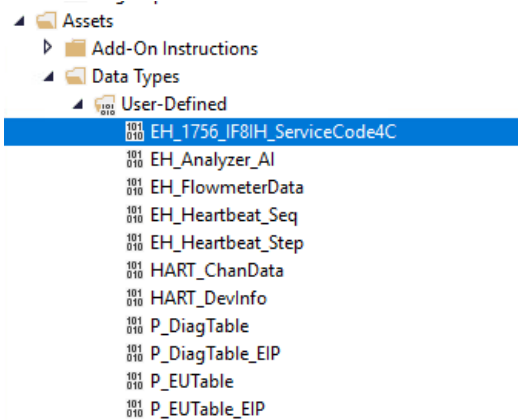 Assets
Add-On Instructions
Data Types
User-Defined
EH_1756_IF8IH_ServiceCode4C
EH_Analyzer_AI
EH_FlowmeterData
EH_Heartbeat_Seq
EH_Heartbeat_Step
HART_ChanData
HART_DevInfo
P_DiagTable
P_DiagTable_EIP
P_EUTable
P_EUTable_EIP